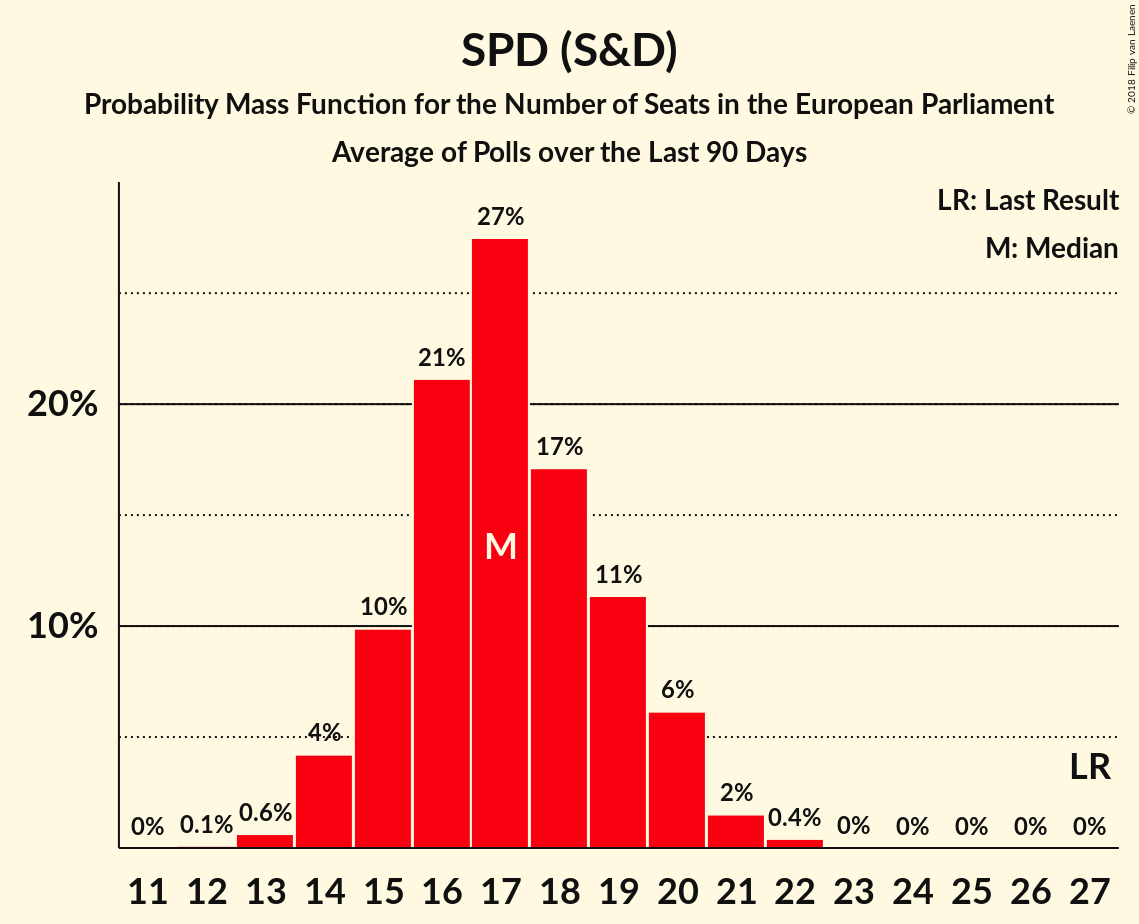 SPD (S&D)
Probability Mass Function for the Number of Seats in the European Parliament
Average of Polls over the Last 90 Days
© 2018 Filip van Laenen
LR: Last Result
M: Median
27%
21%
20%
17%
M
11%
10%
10%
6%
4%
LR
2%
0%
0.1%
0.6%
0.4%
0%
0%
0%
0%
0%
11 12 13 14 15 16 17 18 19 20 21 22 23 24 25 26 27